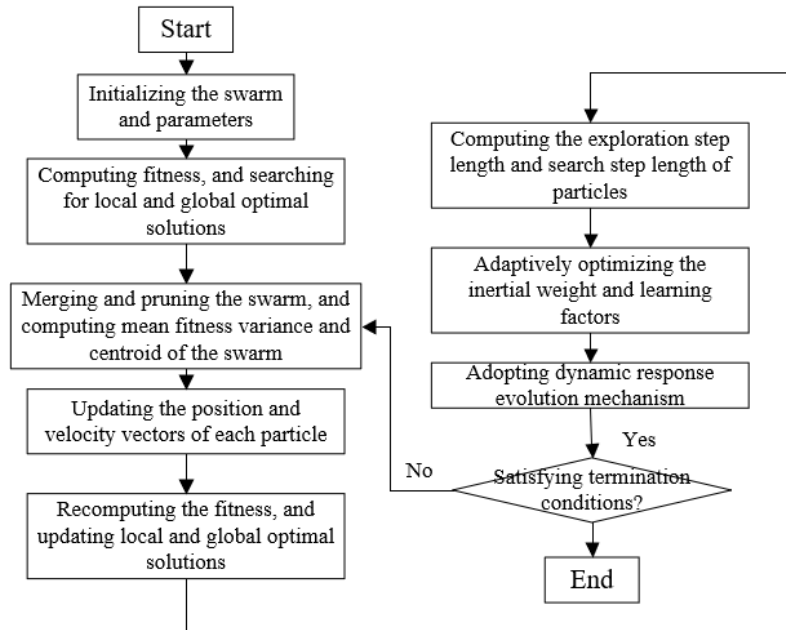 Start
Initializing the swarm
and parameters
Computing fitness, and searching
for local and global optimal
solutions
Merging and pruning the swarm, and
computing mean fitness variance and
centroid of the swarm
Updating the position and
velocity vectors of each particle
Recomputing the fitness, and
updating local and global optimal
solutions
Computing the exploration step
length and search step length of
particles
Adaptively optimizing the
inertial weight and learning
factors
Adopting dynamic response
evolution mechanism
Yes
No
Satisfying termination
conditions?
End